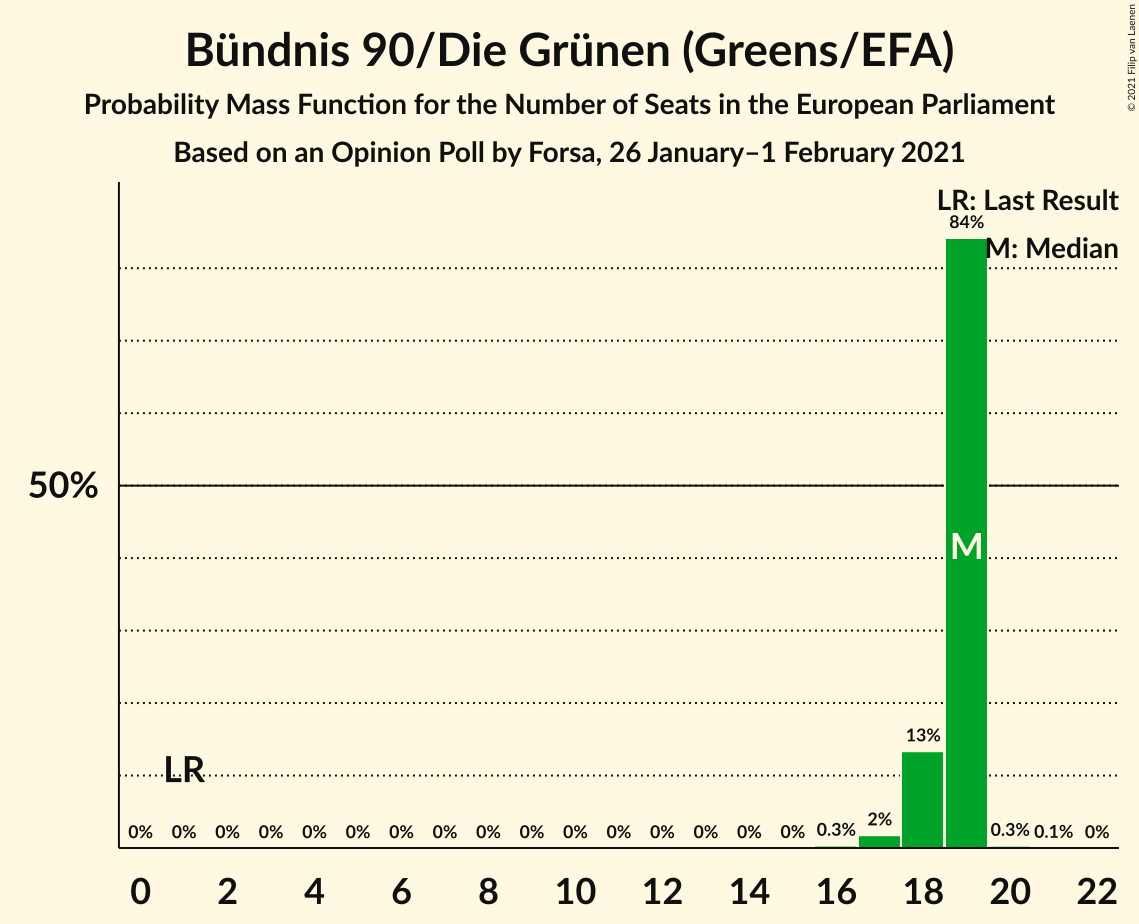 Bündnis 90/Die Grünen (Greens/EFA)
Probability Mass Function for the Number of Seats in the European Parliament
Based on an Opinion Poll by Forsa, 26 January–1 February 2021
© 2021 Filip van Laenen
LR: Last Result
84%
M: Median
50%
M
13%
LR
0% 0% 0% 0% 0% 0% 0% 0% 0% 0% 0% 0% 0% 0% 0% 0% 0.3% 2% 0.3% 0.1% 0%
0 2 4 6 8 10 12 14 16 18 20 22